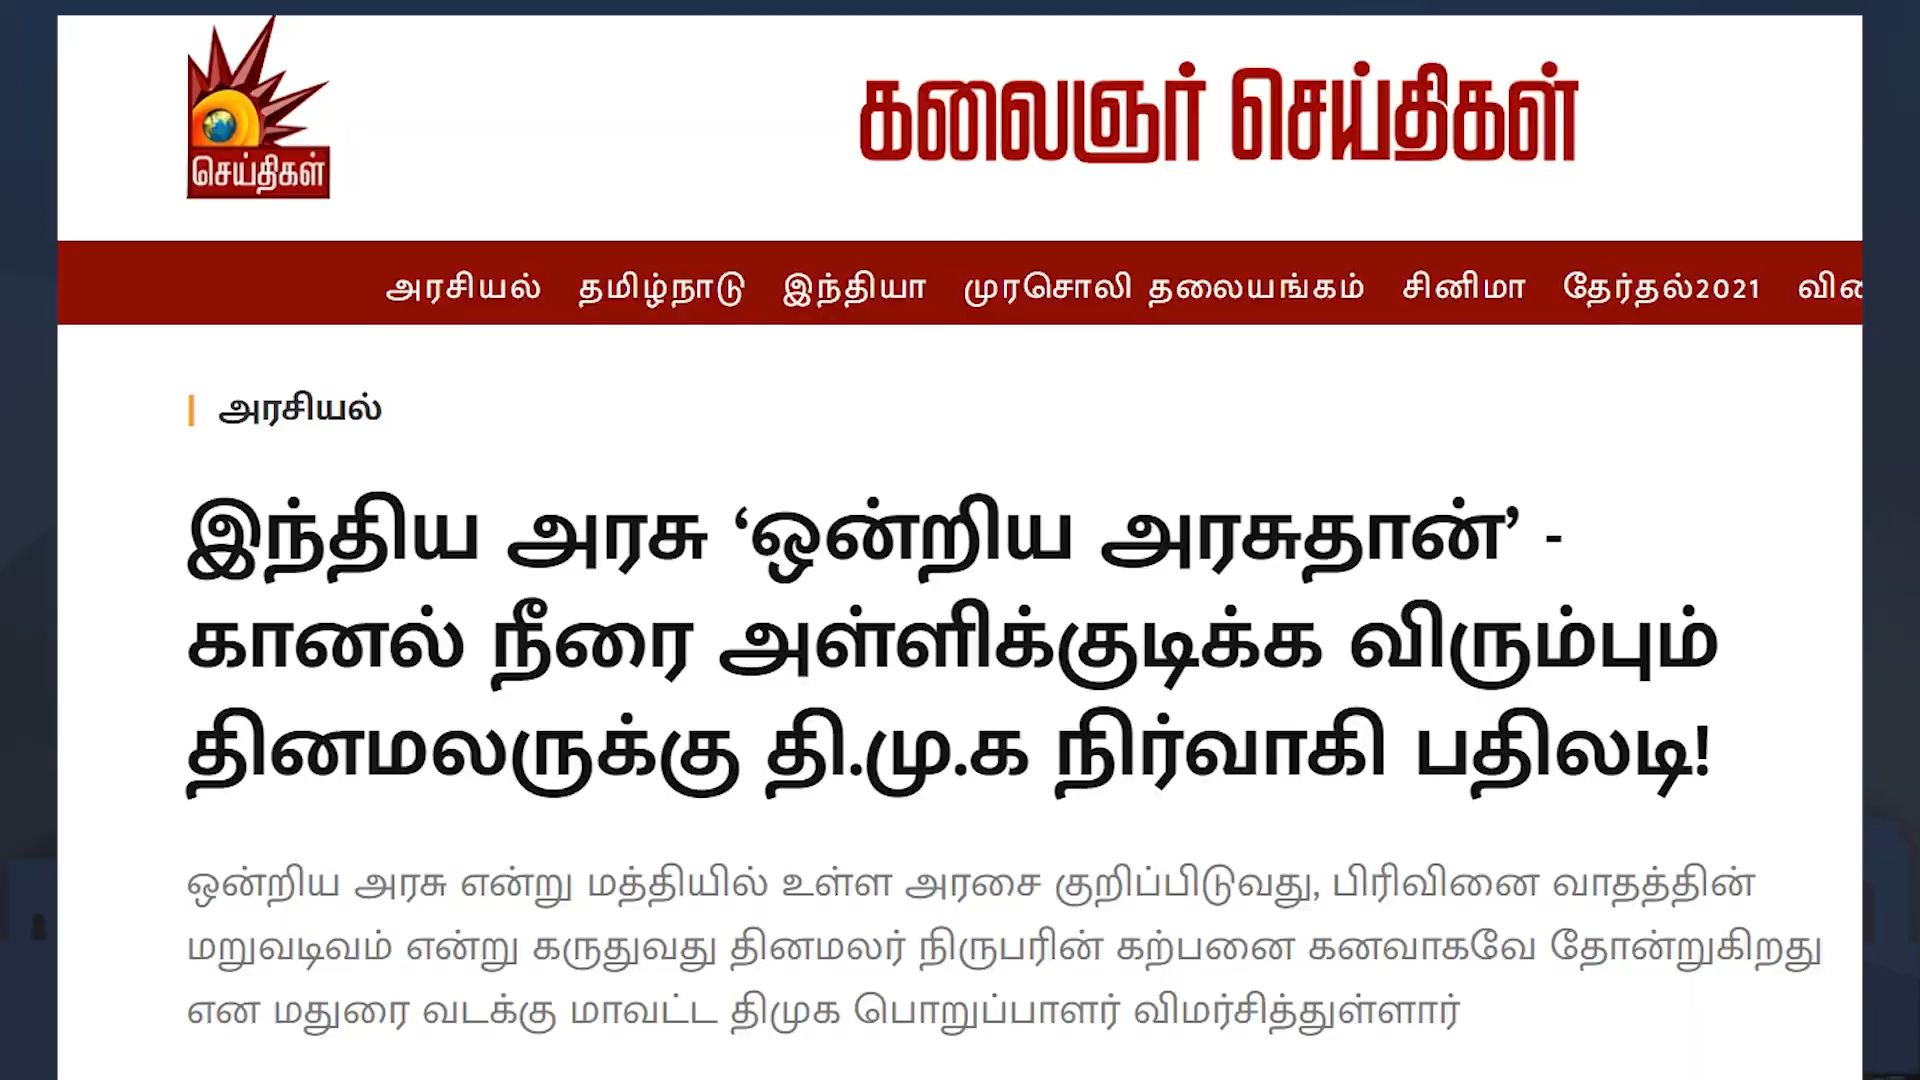 செய்திகள்
கலைஞர் செய்திகள்
அரசியல் தமிழ்நாடு இந்தியா முரசொலி தலையங்கம் சினிமா தேர்தல்2021
அரசியல்
இந்திய அரசு ‘ஒன்றிய அரசுதான்’ -
கானல் நீரை அள்ளிக்குடிக்க விரும்பும்
தினமலருக்கு தி.மு.க நிர்வாகி பதிலடி!
ஒன்றிய அரசு என்று மத்தியில் உள்ள அரசை குறிப்பிடுவது, பிரிவினை வாதத்தின்
மறுவடிவம் என்று கருதுவது தினமலர் நிருபரின் கற்பனை கனவாகவே தோன்றுகிறது
என மதுரை வடக்கு மாவட்ட திமுக பொறுப்பாளர் விமர்சித்துள்ளார்